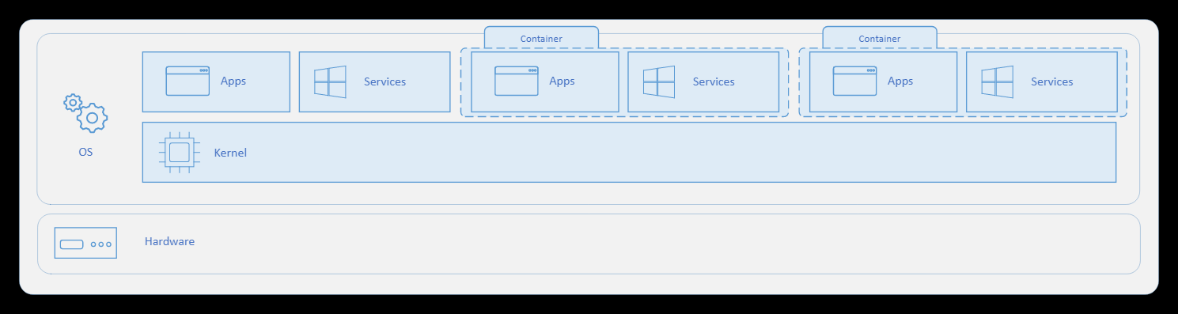 Container
Container
Apps
Services
Apps
Services
Apps
Services
OS
Kernel
Hardware